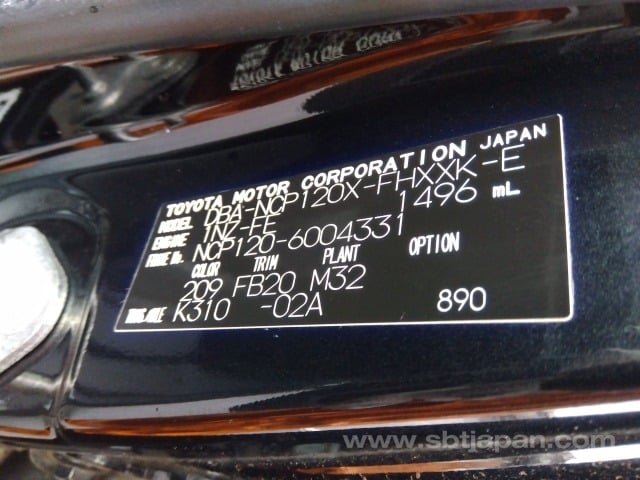 TOYOTA MOTOR CORPORATION JAPAN
MODEL DBA-NCP120X-FHXXK-E
ENGINE 1NZ-FE 1496 mL
FRAME No. NCP120-6004331
COLOR TRIM PLANT OPTION
209 FB20 M32
TRANS.AXLE K310 -02A 890
www.sbtjapan.com